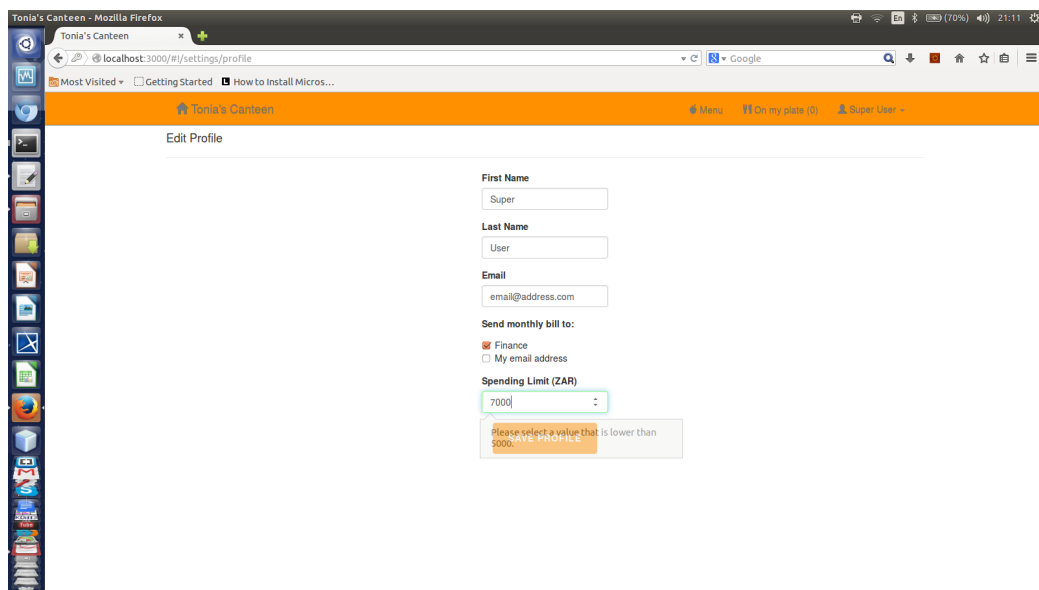 Tonia's Canteen - Mozilla Firefox
En (70%) 21:11
Tonia's Canteen
localhost:3000/#!/settings/profile
Google
Most Visited Getting Started How to Install Micros...
Tonia's Canteen Menu On my plate (0) Super User
Edit Profile
First Name
Super
Last Name
User
Email
email@address.com
Send monthly bill to:
Finance
My email address
Spending Limit (ZAR)
7000
Please select a value that is lower than
5000.
SAVE PROFILE